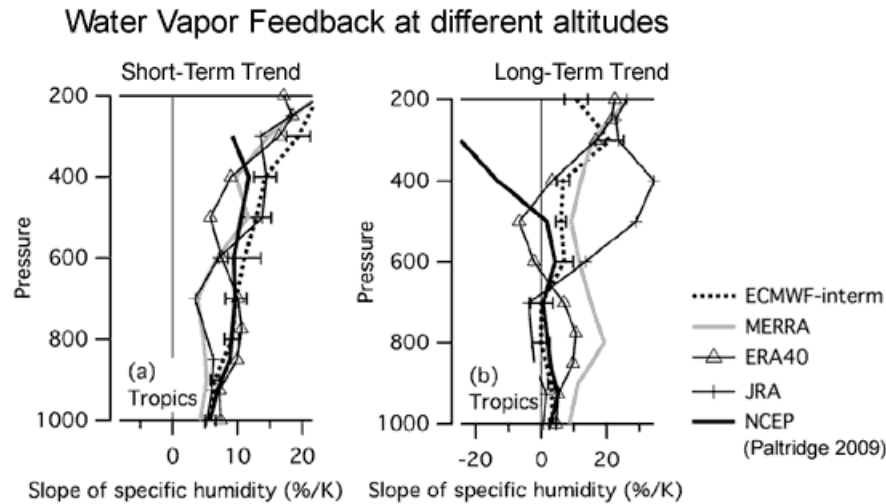 Water Vapor Feedback at different altitudes
Short-Term Trend
Long-Term Trend
200
400
600
800
1000
Pressure
(a)
Tropics
0
10
20
Slope of specific humidity (%/K)
200
400
600
800
1000
Pressure
(b)
Tropics
-20
0
20
Slope of specific humidity (%/K)
ECMWF-interm
MERRA
ERA40
JRA
NCEP
(Paltridge 2009)